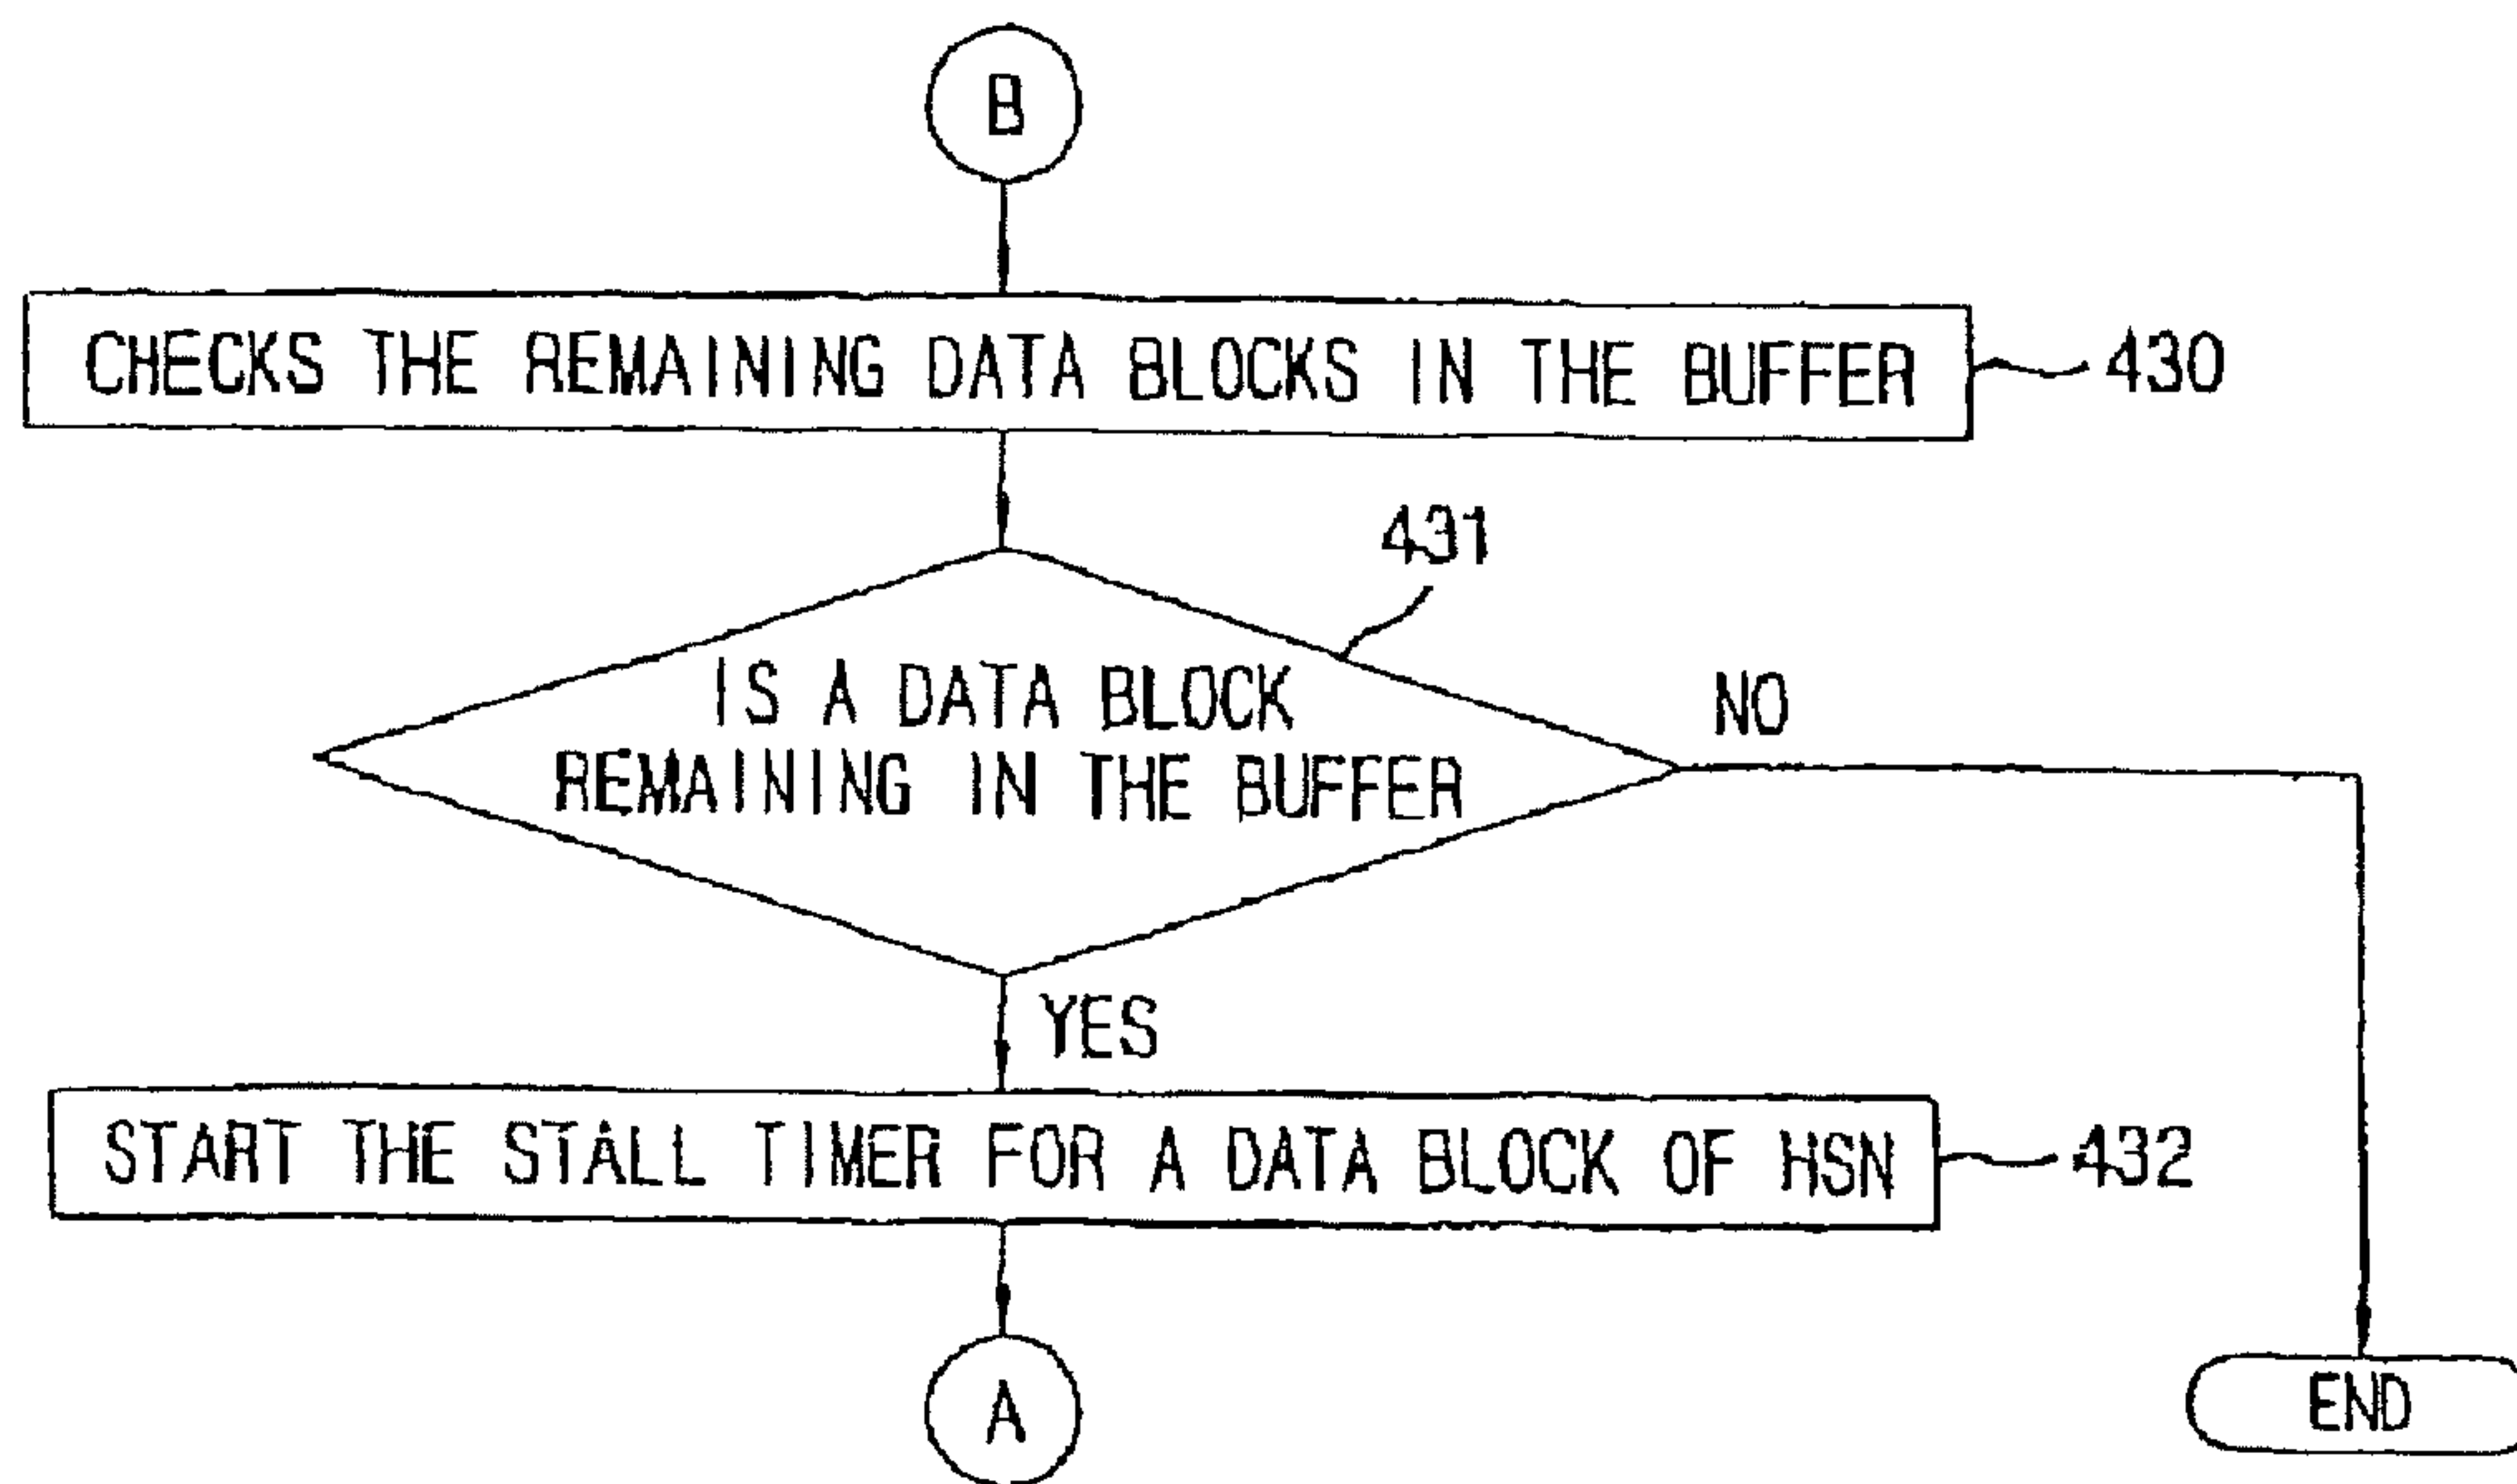 B
CHECKS THE REMAINING DATA BLOCKS IN THE BUFFER
430
431
IS A DATA BLOCK
REMAINING IN THE BUFFER
NO
YES
START THE STALL TIMER FOR A DATA BLOCK OF HSN
432
A
END